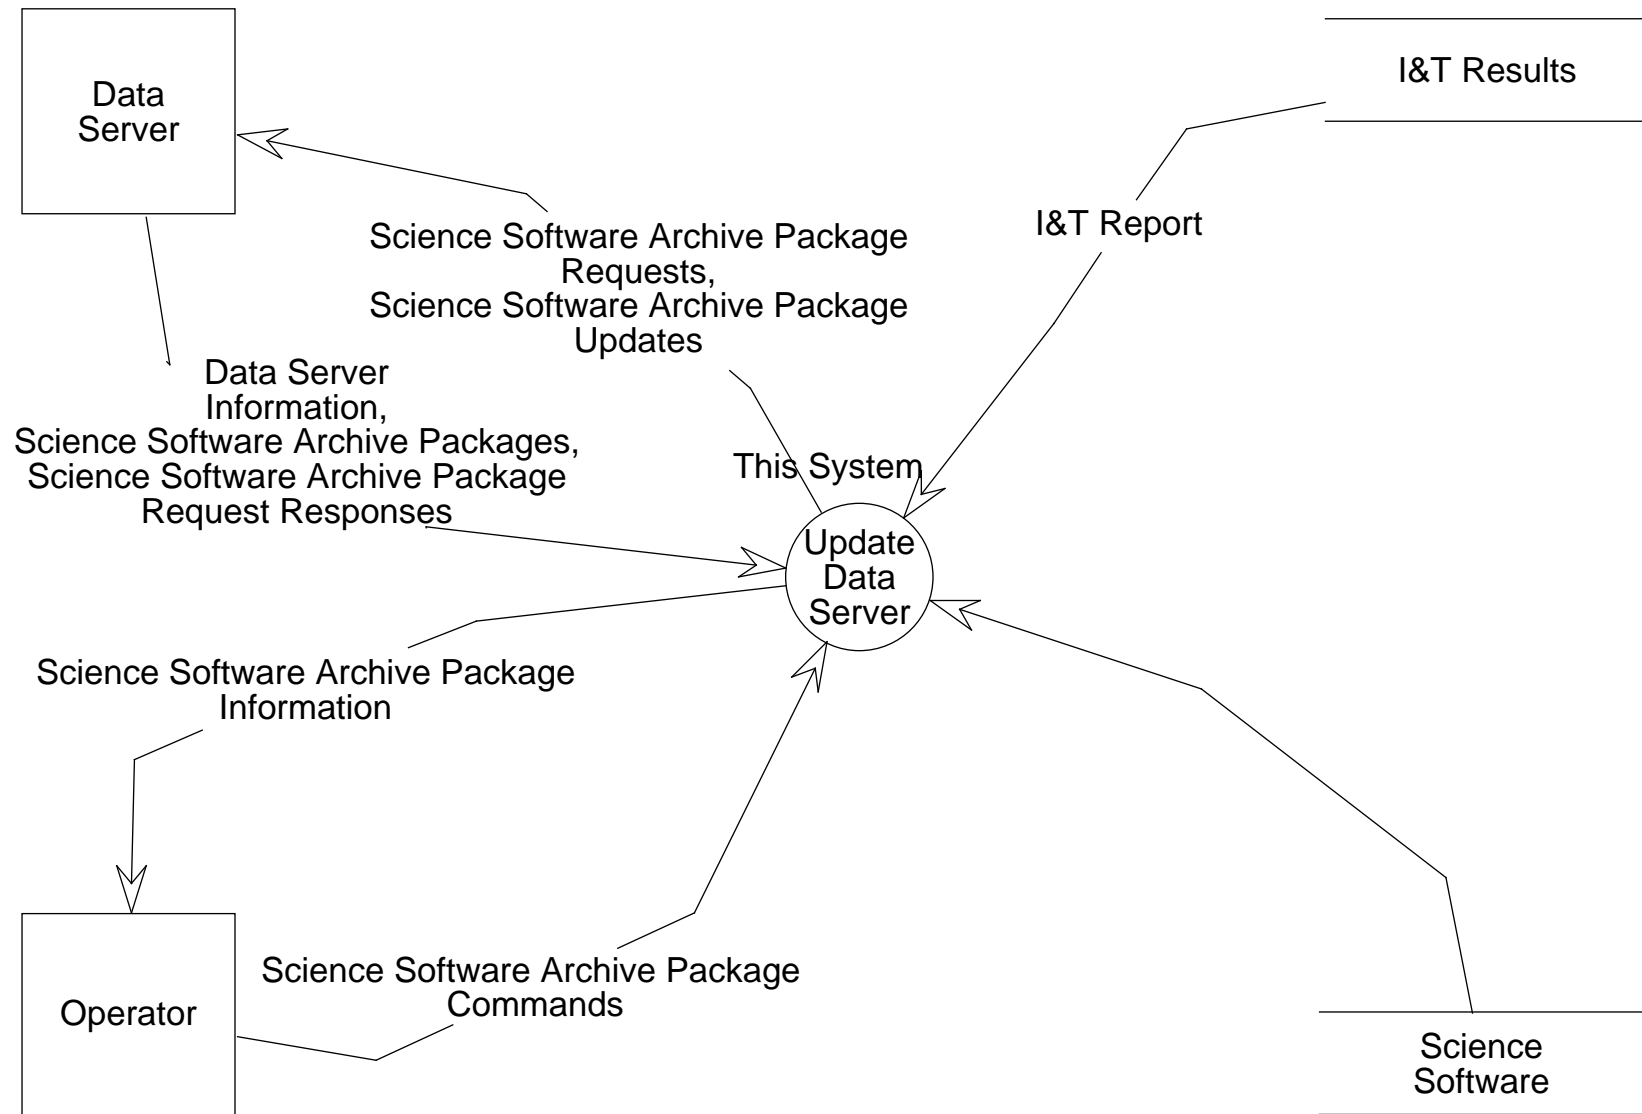 Data
Server
I&T Results
Science Software Archive Package
Requests,
Science Software Archive Package
Updates
I&T Report
Data Server
Information,
Science Software Archive Packages,
Science Software Archive Package
Request Responses
This System
Update
Data
Server
Science Software Archive Package
Information
Science Software Archive Package
Commands
Operator
Science
Software